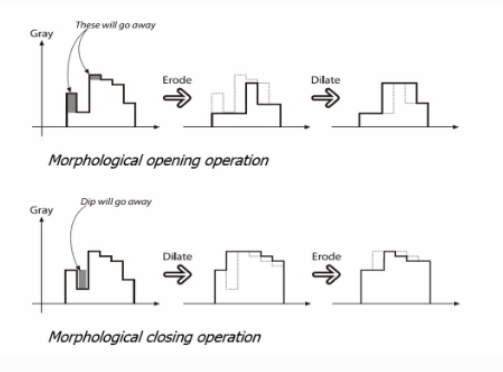 These will go away
Gray
Erode
Dilate
Morphological opening operation
Dip will go away
Gray
Dilate
Erode
Morphological closing operation